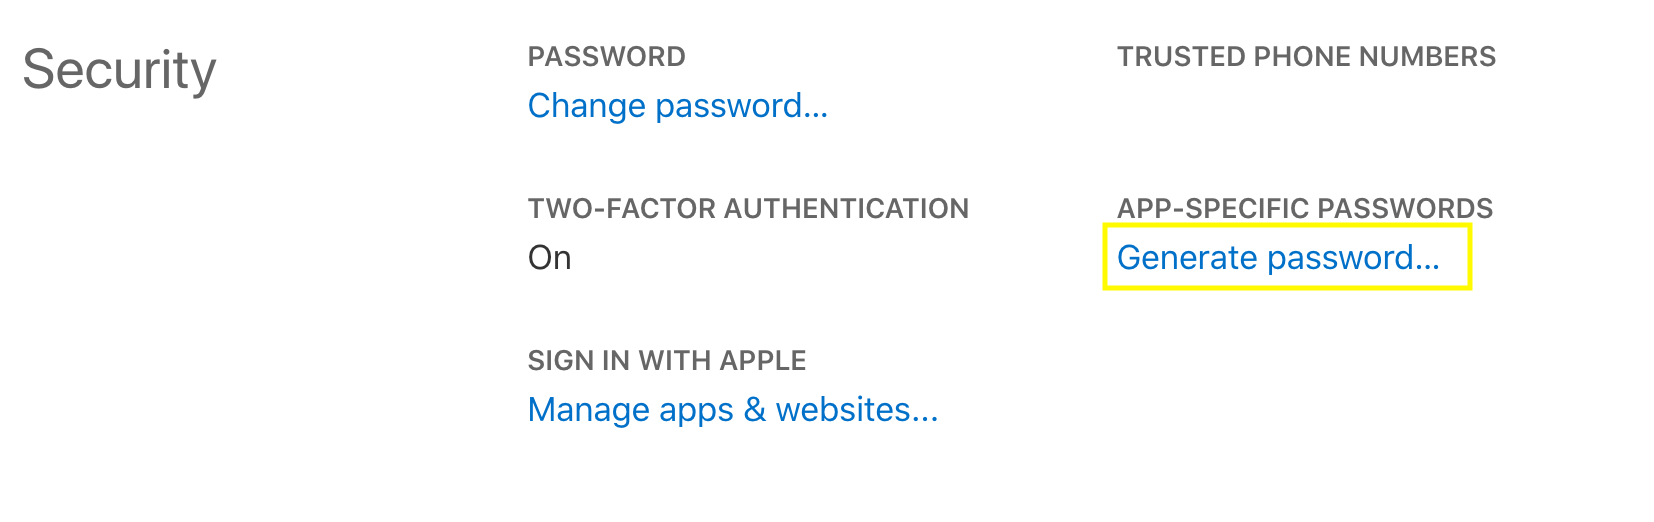 Security
PASSWORD
Change password...
TRUSTED PHONE NUMBERS
TWO-FACTOR AUTHENTICATION
On
APP-SPECIFIC PASSWORDS
Generate password...
SIGN IN WITH APPLE
Manage apps & websites...